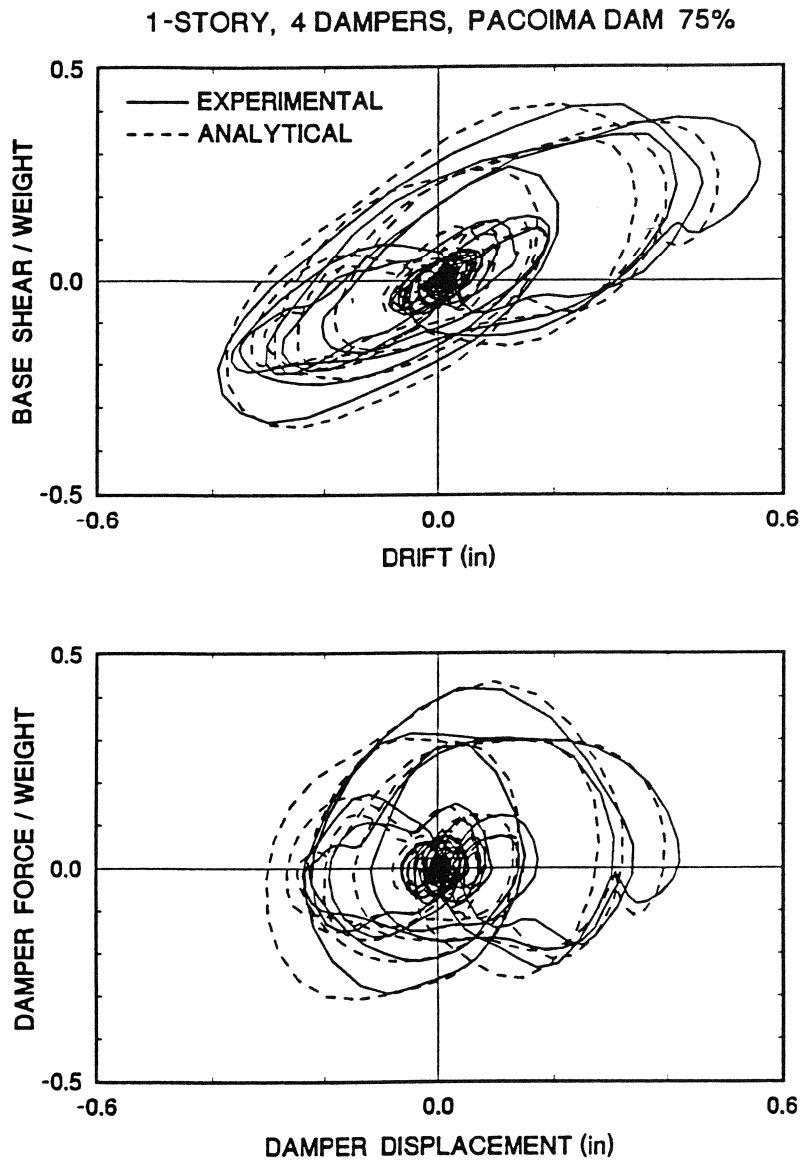 1-STORY, 4 DAMPERS, PACOIMA DAM 75%
0.5
EXPERIMENTAL
ANALYTICAL
BASE SHEAR / WEIGHT
0.0
-0.5
-0.6
0.0
0.6
DRIFT (in)
0.5
DAMPER FORCE / WEIGHT
0.0
-0.5
-0.6
0.0
0.6
DAMPER DISPLACEMENT (in)